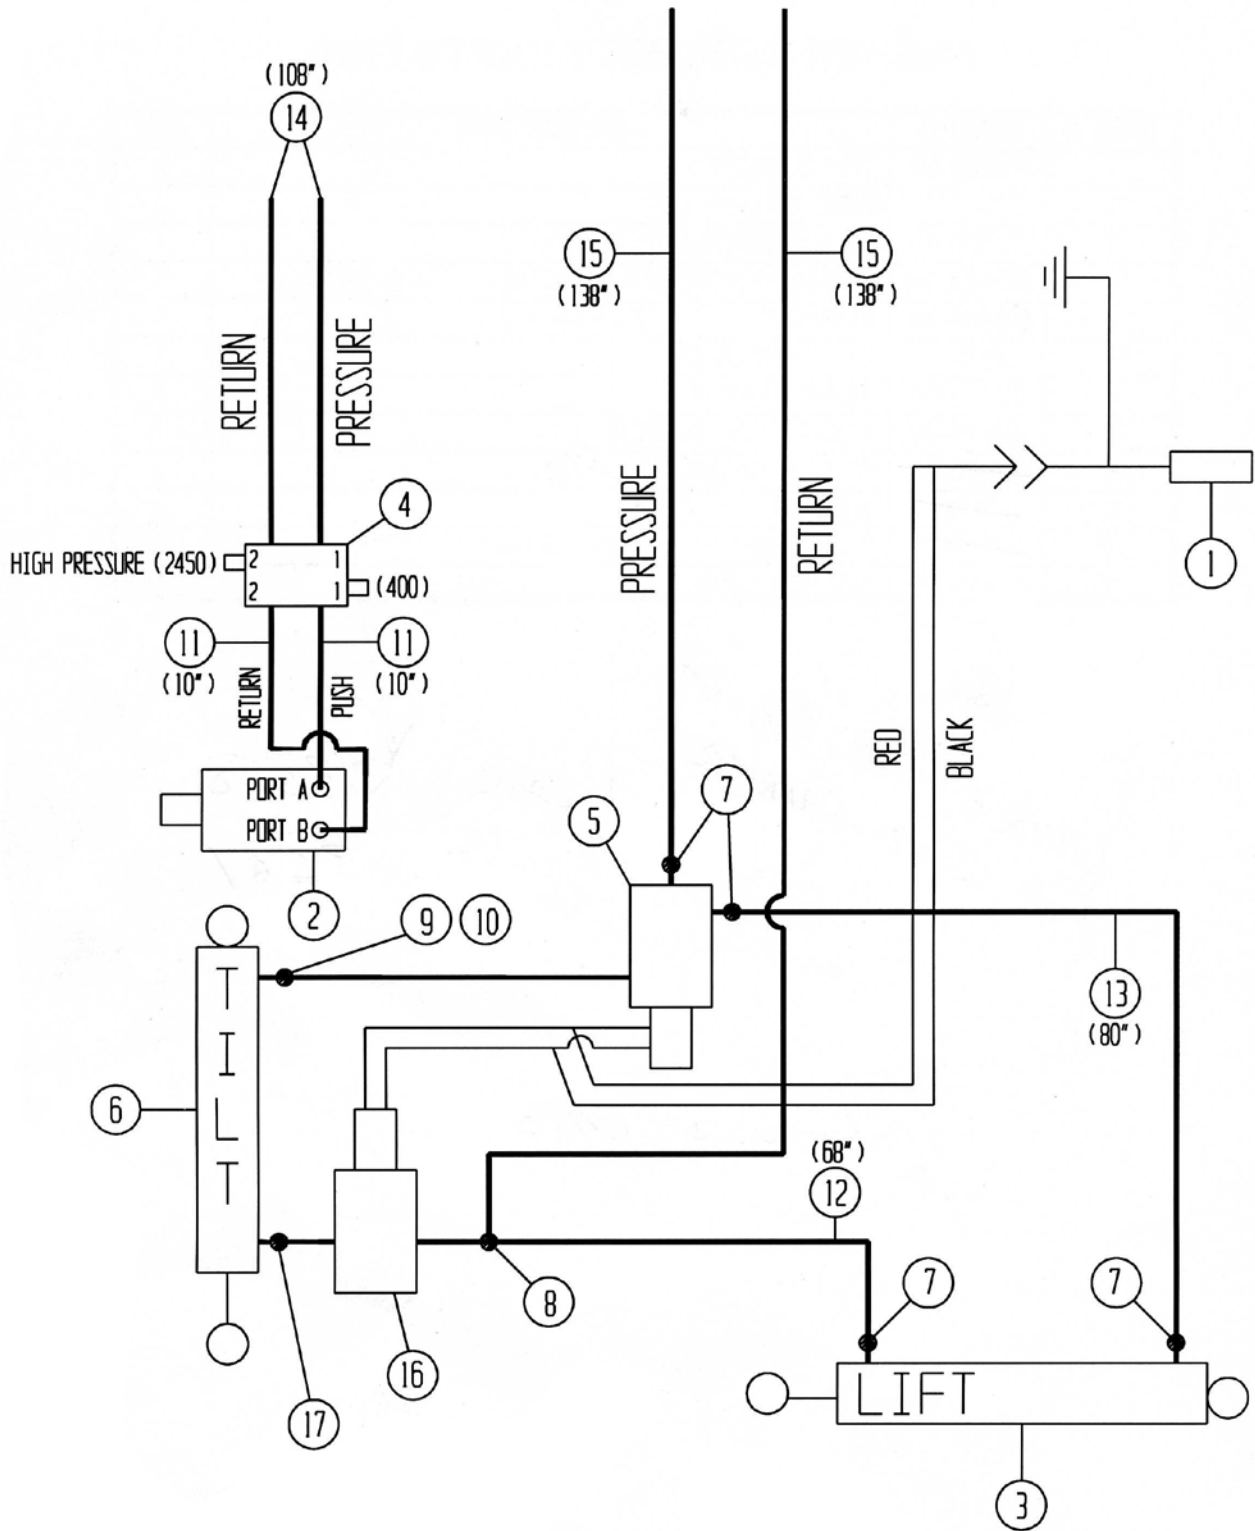 (108")
14
15
(138")
15
(138")
RETURN
PRESSURE
PRESSURE
RETURN
4
HIGH PRESSURE (2450)
2
1
2
1
(400)
1
11
(10")
11
(10")
RETURN
PUSH
RED
BLACK
PORT A
PORT B
7
5
2
9
10
13
(80")
TILT
6
(68")
12
8
7
7
16
17
LIFT
3